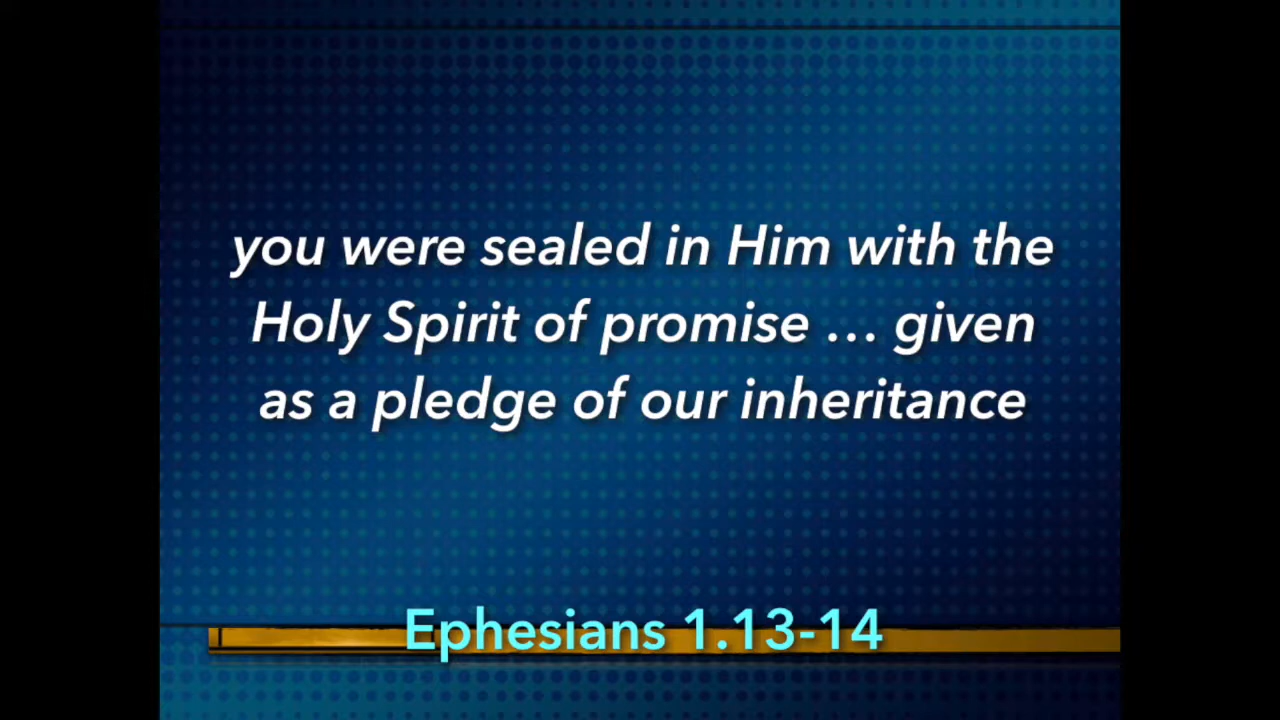 you were sealed in Him with the
Holy Spirit of promise … given
as a pledge of our inheritance
Ephesians 1.13-14